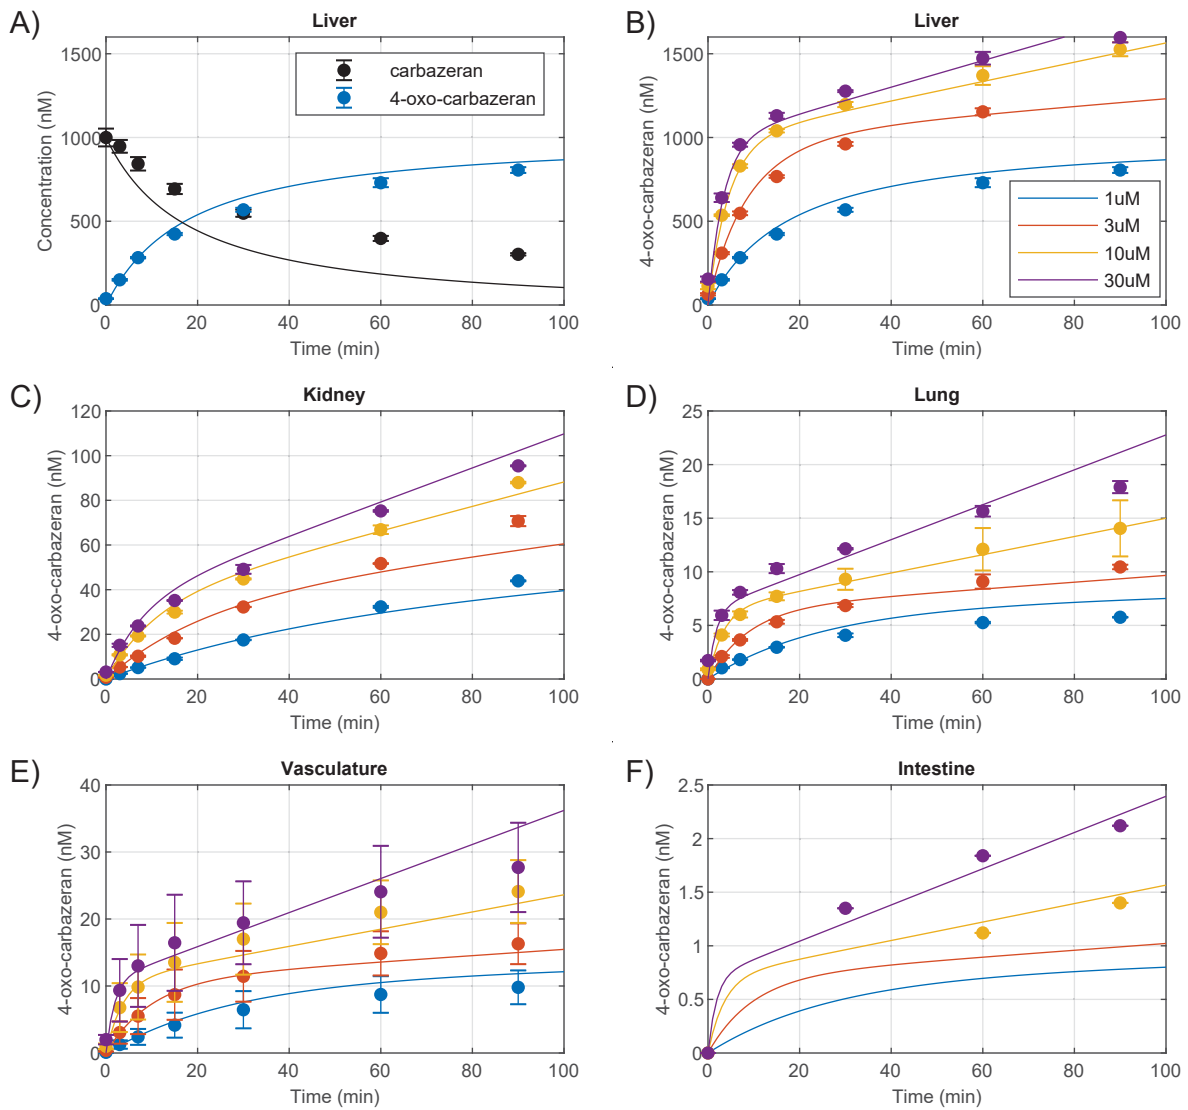 A)
Liver
Concentration (nM)
1500
1000
500
0
carbazeran
4-oxo-carbazeran
0 20 40 60 80 100
Time (min)
B)
Liver
4-oxo-carbazeran (nM)
1500
1000
500
0
1uM
3uM
10uM
30uM
0 20 40 60 80 100
Time (min)
C)
Kidney
4-oxo-carbazeran (nM)
120
100
80
60
40
20
0
0 20 40 60 80 100
Time (min)
D)
Lung
4-oxo-carbazeran (nM)
25
20
15
10
5
0
0 20 40 60 80 100
Time (min)
E)
Vasculature
4-oxo-carbazeran (nM)
40
30
20
10
0
0 20 40 60 80 100
Time (min)
F)
Intestine
4-oxo-carbazeran (nM)
2.5
2
1.5
1
0.5
0
0 20 40 60 80 100
Time (min)